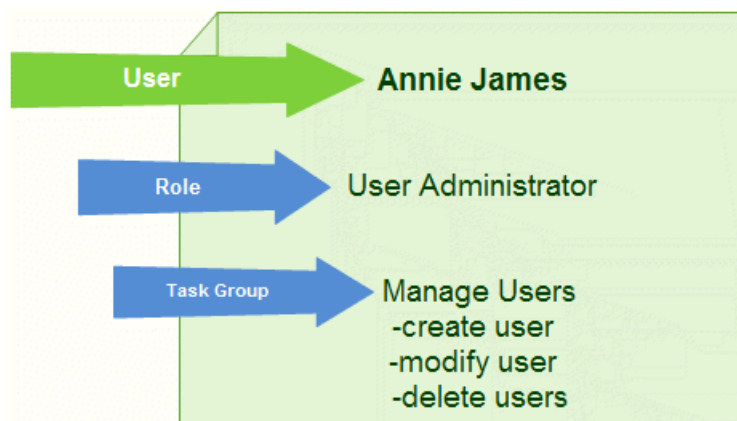 User Annie James
Role User Administrator
Task Group Manage Users
-create user
-modify user
-delete users